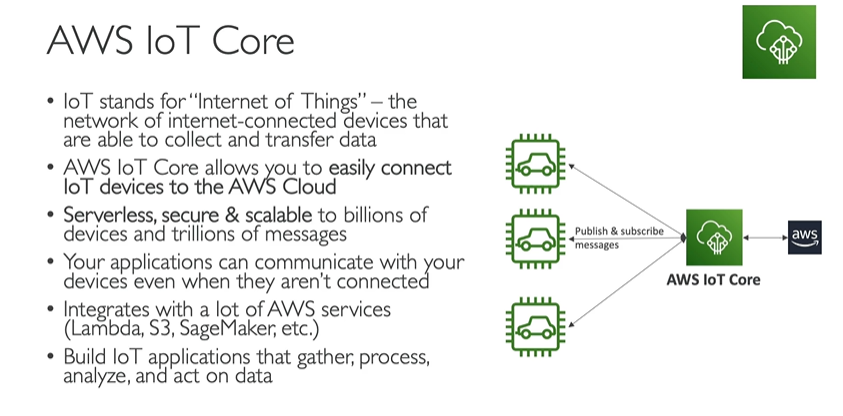 AWS IoT Core
• IoT stands for “Internet of Things” – the
network of internet-connected devices that
are able to collect and transfer data
• AWS IoT Core allows you to easily connect
IoT devices to the AWS Cloud
• Serverless, secure & scalable to billions of
devices and trillions of messages
• Your applications can communicate with your
devices even when they aren’t connected
• Integrates with a lot of AWS services
(Lambda, S3, SageMaker, etc.)
• Build IoT applications that gather, process,
analyze, and act on data
Publish & subscribe
messages
AWS IoT Core
aws